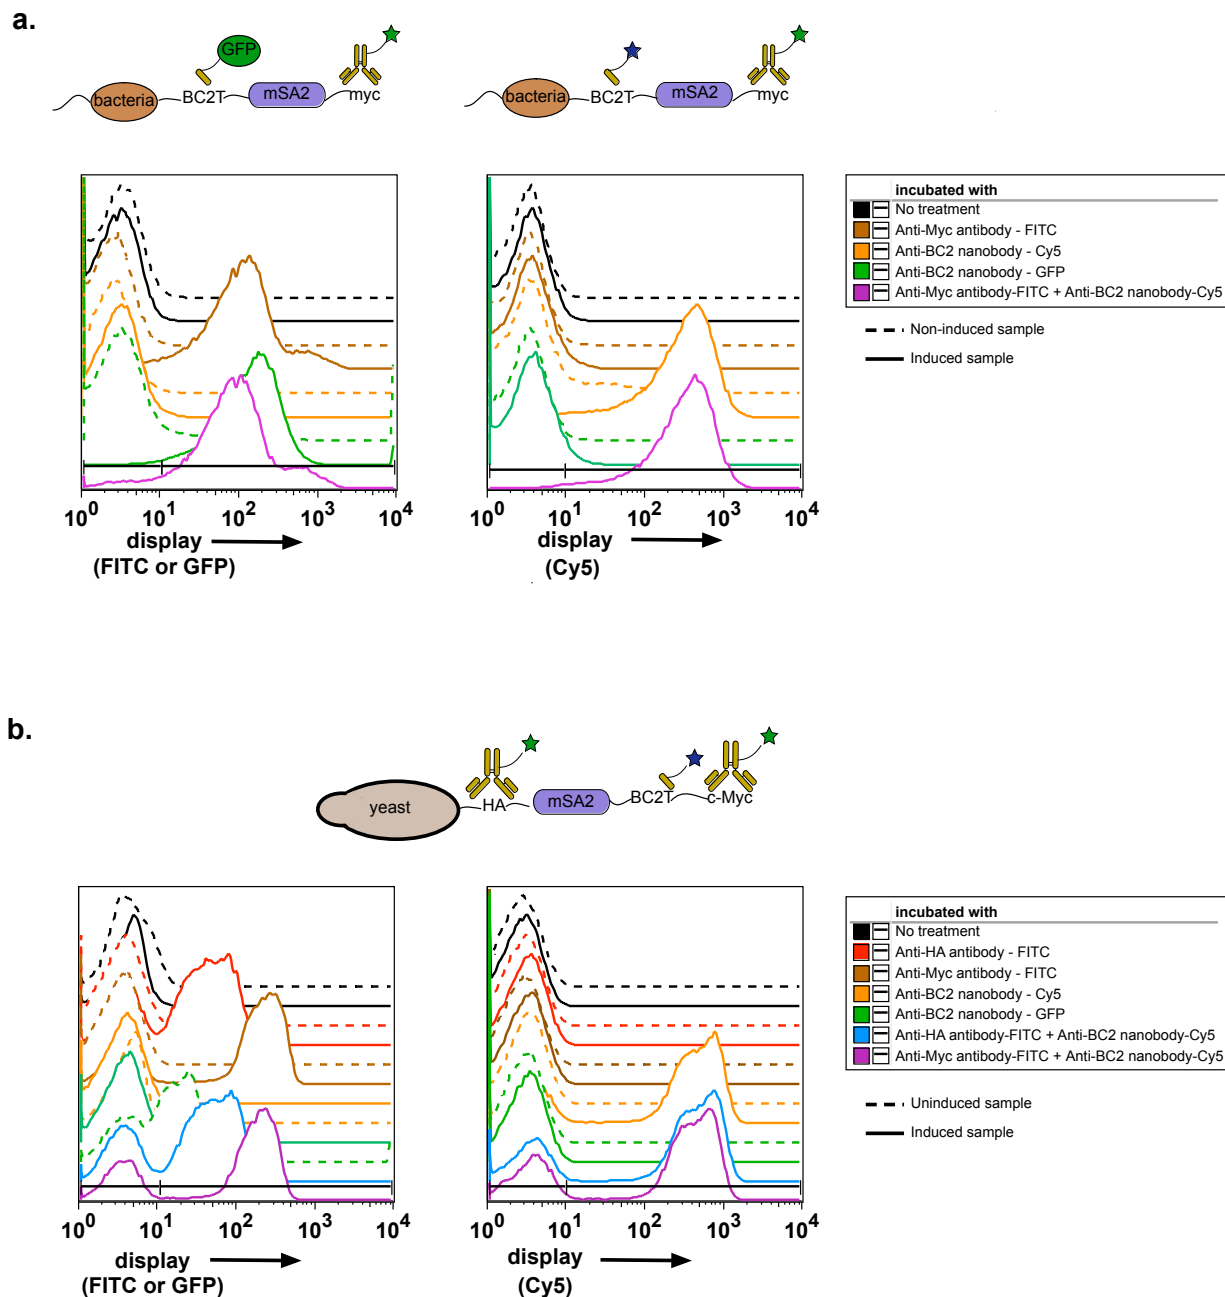 a.
GFP
bacteria
BC2T
mSA2
myc
bacteria
BC2T
mSA2
myc
incubated with
No treatment
Anti-Myc antibody - FITC
Anti-BC2 nanobody - Cy5
Anti-BC2 nanobody - GFP
Anti-Myc antibody-FITC + Anti-BC2 nanobody-Cy5
Non-induced sample
Induced sample
10^0 10^1 10^2 10^3 10^4
display
(FITC or GFP)
10^0 10^1 10^2 10^3 10^4
display
(Cy5)
b.
yeast
HA
mSA2
BC2T
c-Myc
incubated with
No treatment
Anti-HA antibody - FITC
Anti-Myc antibody - FITC
Anti-BC2 nanobody - Cy5
Anti-BC2 nanobody - GFP
Anti-HA antibody-FITC + Anti-BC2 nanobody-Cy5
Anti-Myc antibody-FITC + Anti-BC2 nanobody-Cy5
Uninduced sample
Induced sample
10^0 10^1 10^2 10^3 10^4
display
(FITC or GFP)
10^0 10^1 10^2 10^3 10^4
display
(Cy5)